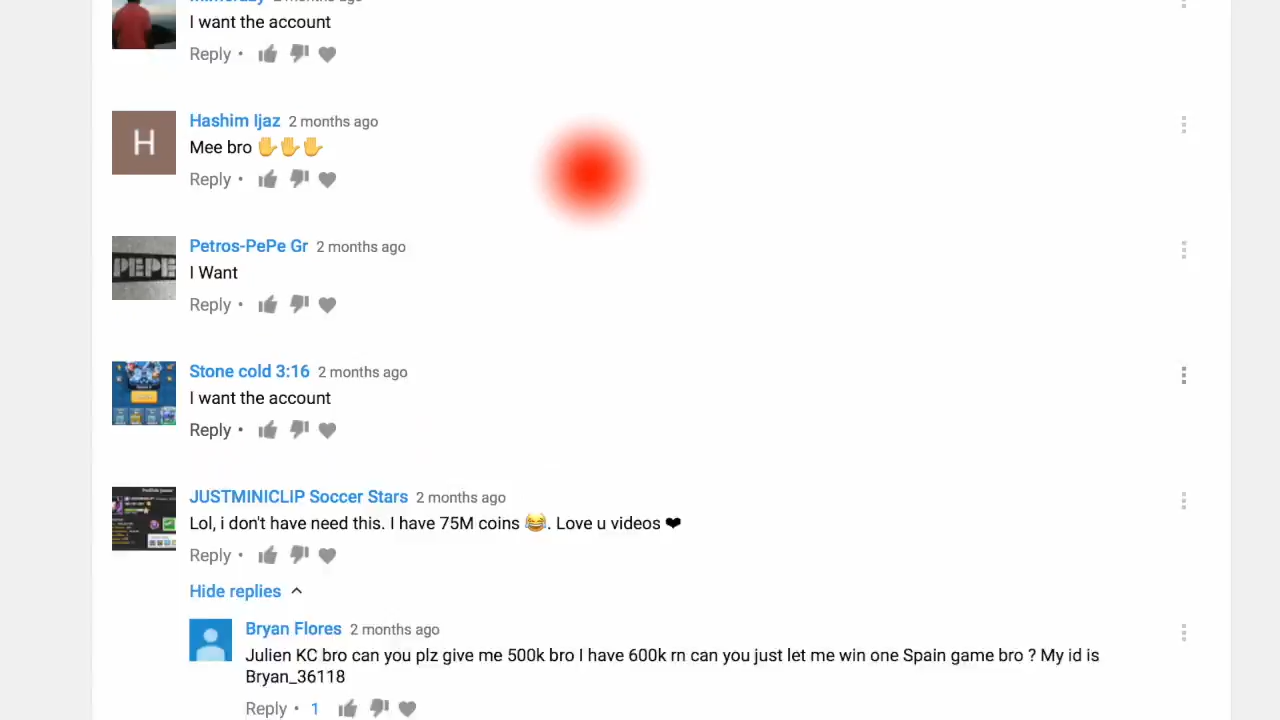 2 months ago
I want the account
Reply •
H
Hashim Ijaz 2 months ago
Mee bro ✋✋✋
Reply •
PEPE
Petros-PePe Gr 2 months ago
I Want
Reply •
Stone cold 3:16 2 months ago
I want the account
Reply •
JUSTMINICLIP Soccer Stars 2 months ago
Lol, i don't have need this. I have 75M coins 😂. Love u videos ❤
Reply •
Hide replies
Bryan Flores 2 months ago
Julien KC bro can you plz give me 500k bro I have 600k rn can you just let me win one Spain game bro ? My id is
Bryan_36118
Reply • 1